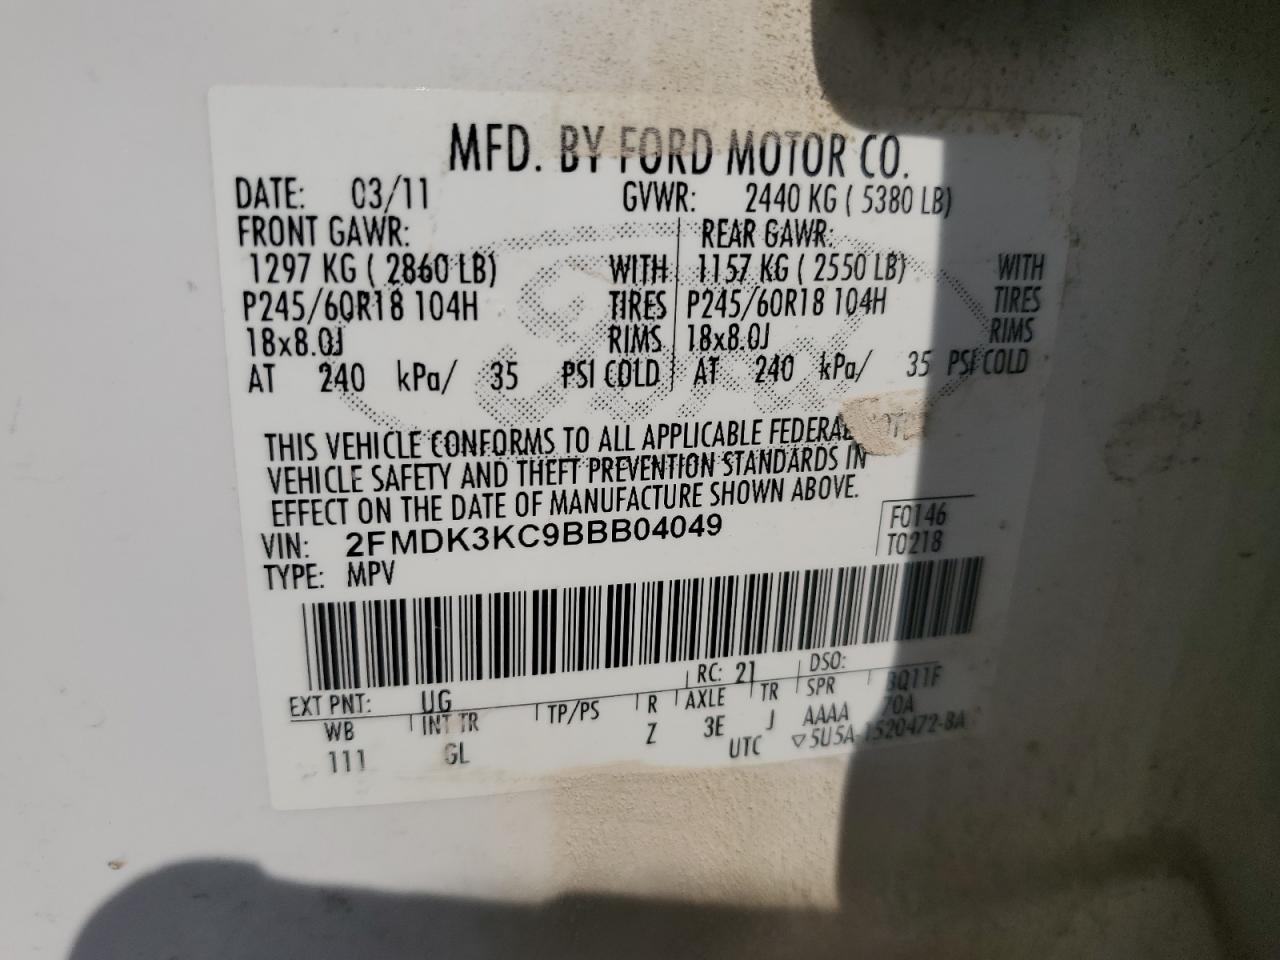 MFD. BY FORD MOTOR CO.
DATE: 03/11 GVWR: 2440 KG ( 5380 LB)
FRONT GAWR: REAR GAWR:
1297 KG ( 2860 LB) WITH 1157 KG ( 2550 LB) WITH
P245/60R18 104H TIRES P245/60R18 104H TIRES
18x8.0J RIMS 18x8.0J RIMS
AT 240 kPa/ 35 PSI COLD AT 240 kPa/ 35 PSI COLD
THIS VEHICLE CONFORMS TO ALL APPLICABLE FEDERAL
VEHICLE SAFETY AND THEFT PREVENTION STANDARDS IN
EFFECT ON THE DATE OF MANUFACTURE SHOWN ABOVE.
VIN: 2FMDK3KC9BBB04049 F0146
TYPE: MPV T0218
EXT PNT: UG RC: 21 DSO:
WB INT TR TP/PS R AXLE TR SPR BQ11F
111 GL Z 3E J AAAA 70A
UTC ▽5U5A-1520472-BA
Ford